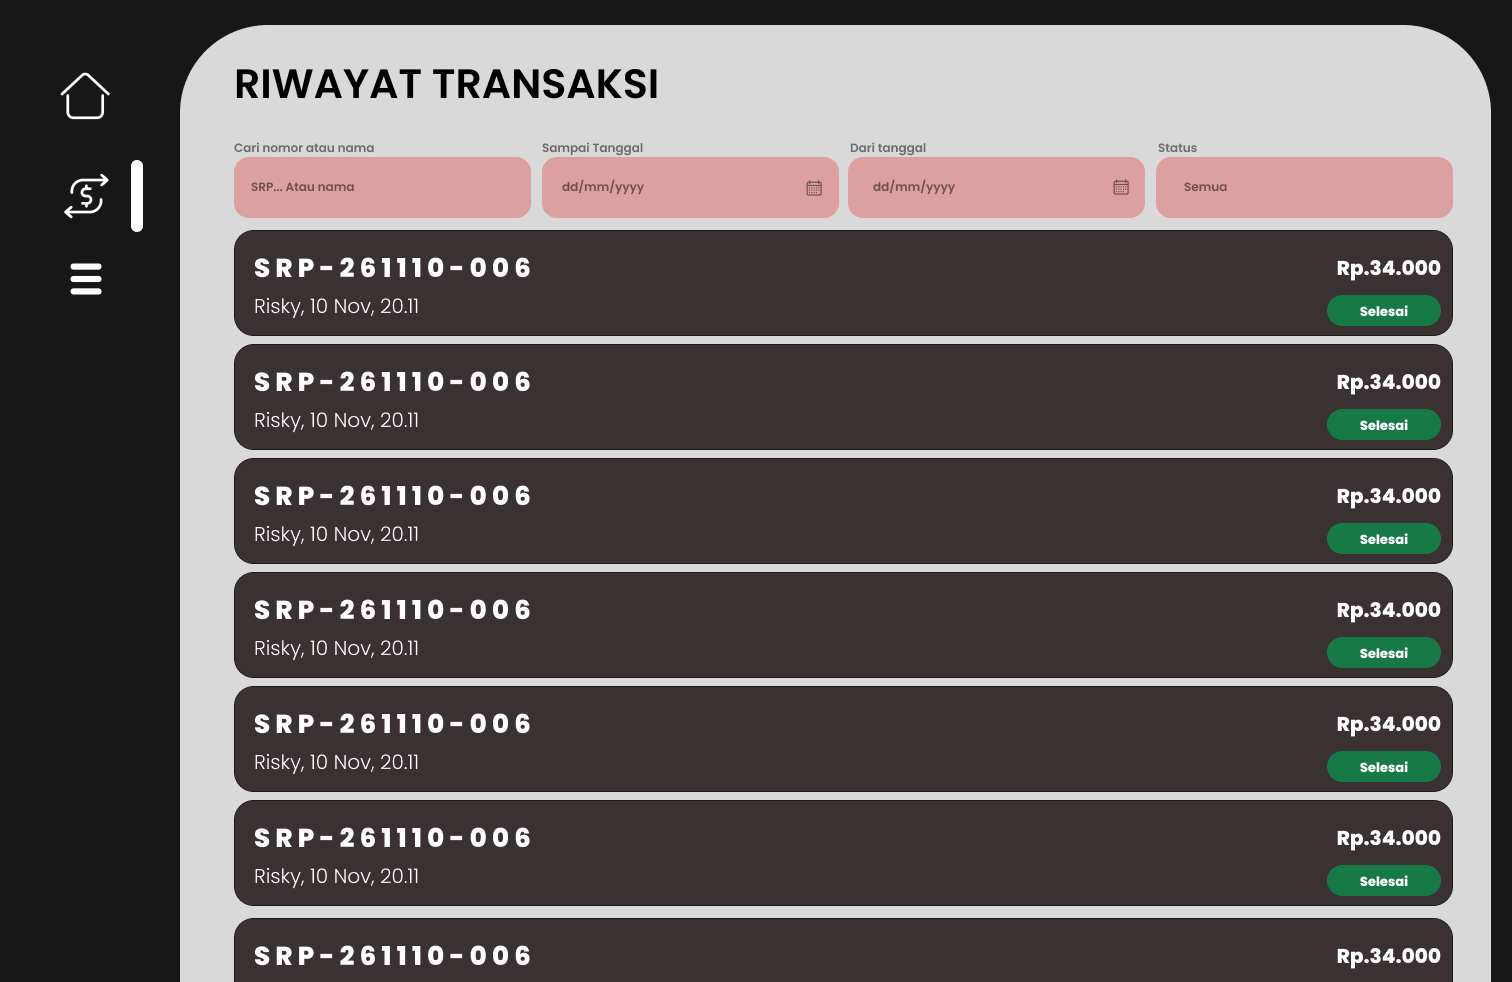 RIWAYAT TRANSAKSI
Cari nomor atau nama
Sampai Tanggal
Dari tanggal
Status
SRP... Atau nama
dd/mm/yyyy
dd/mm/yyyy
Semua
SRP-261110-006
Rp.34.000
Risky, 10 Nov, 20.11
Selesai
SRP-261110-006
Rp.34.000
Risky, 10 Nov, 20.11
Selesai
SRP-261110-006
Rp.34.000
Risky, 10 Nov, 20.11
Selesai
SRP-261110-006
Rp.34.000
Risky, 10 Nov, 20.11
Selesai
SRP-261110-006
Rp.34.000
Risky, 10 Nov, 20.11
Selesai
SRP-261110-006
Rp.34.000
Risky, 10 Nov, 20.11
Selesai
SRP-261110-006
Rp.34.000